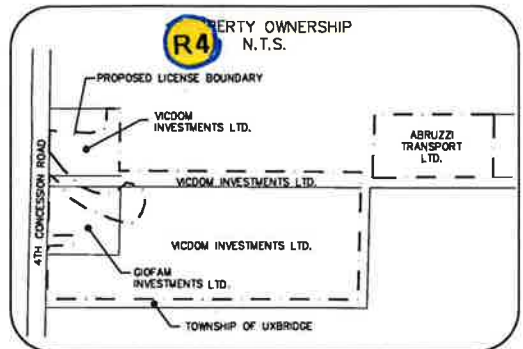 ERTY OWNERSHIP
R4
N.T.S.
PROPOSED LICENSE BOUNDARY
VICDOM
INVESTMENTS LTD.
ABRUZZI
TRANSPORT
LTD.
4TH CONCESSION ROAD
VICDOM INVESTMENTS LTD.
VICDOM INVESTMENTS LTD.
GIOFAM
INVESTMENTS LTD.
TOWNSHIP OF UXBRIDGE